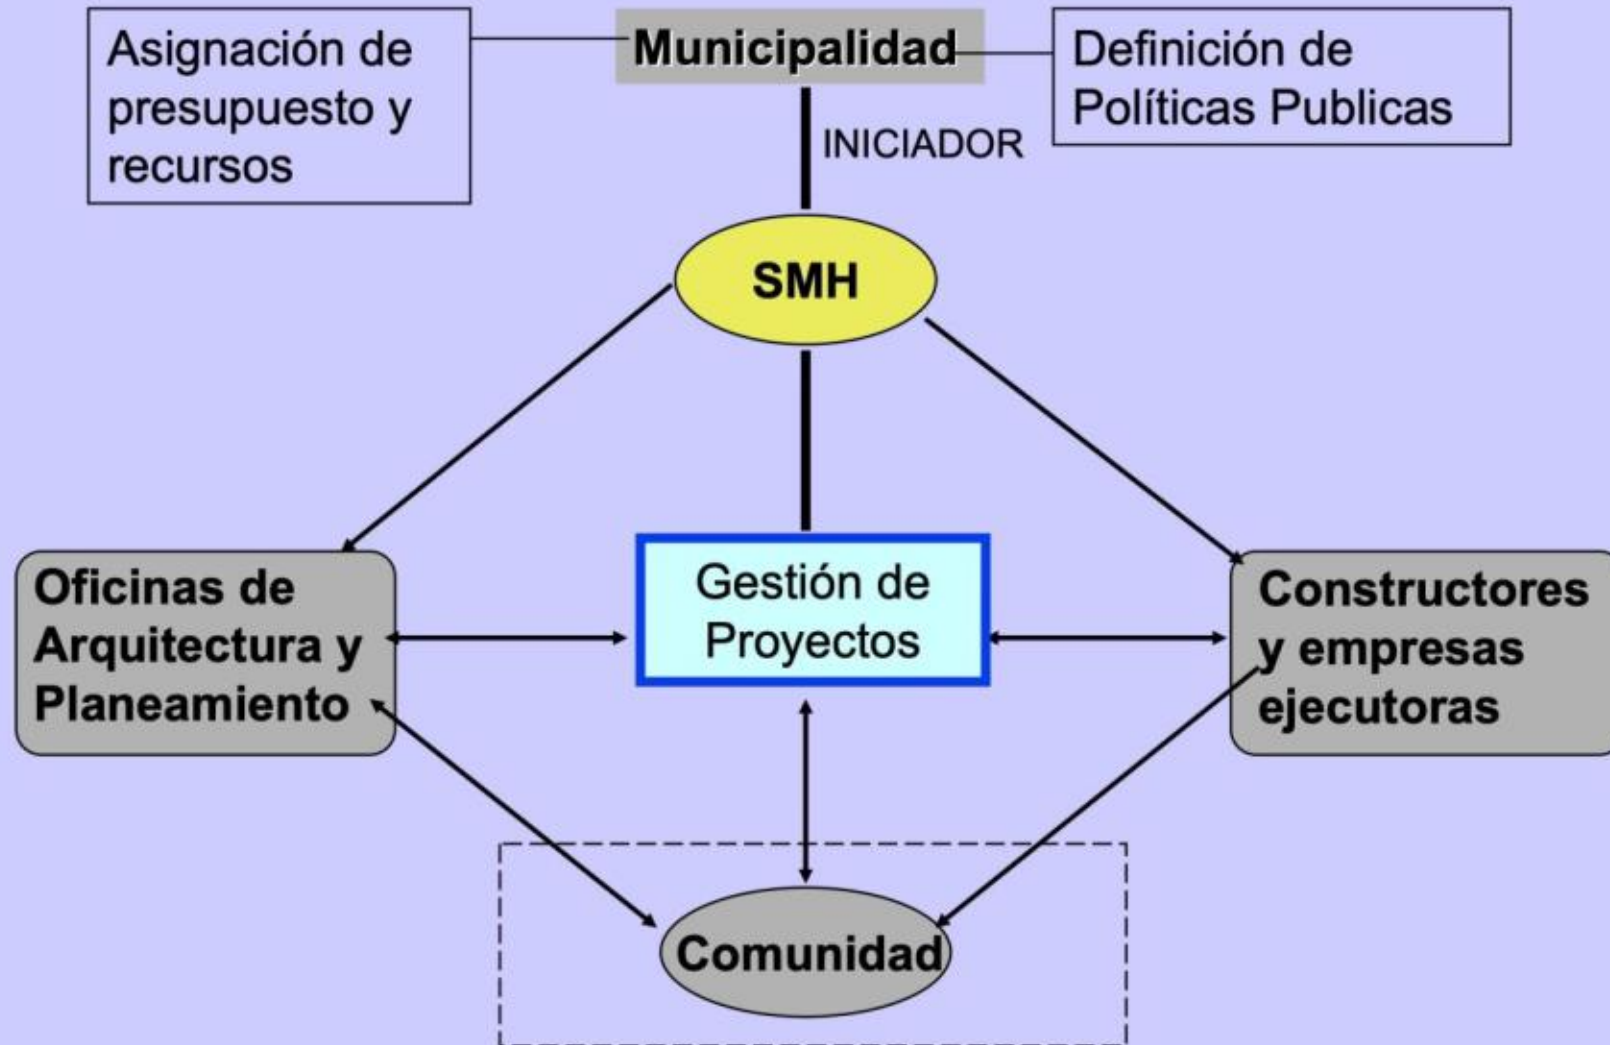 Asignación de
presupuesto y
recursos
Municipalidad
Definición de
Políticas Publicas
INICIADOR
SMH
Oficinas de
Arquitectura y
Planeamiento
Gestión de
Proyectos
Constructores
y empresas
ejecutoras
Comunidad